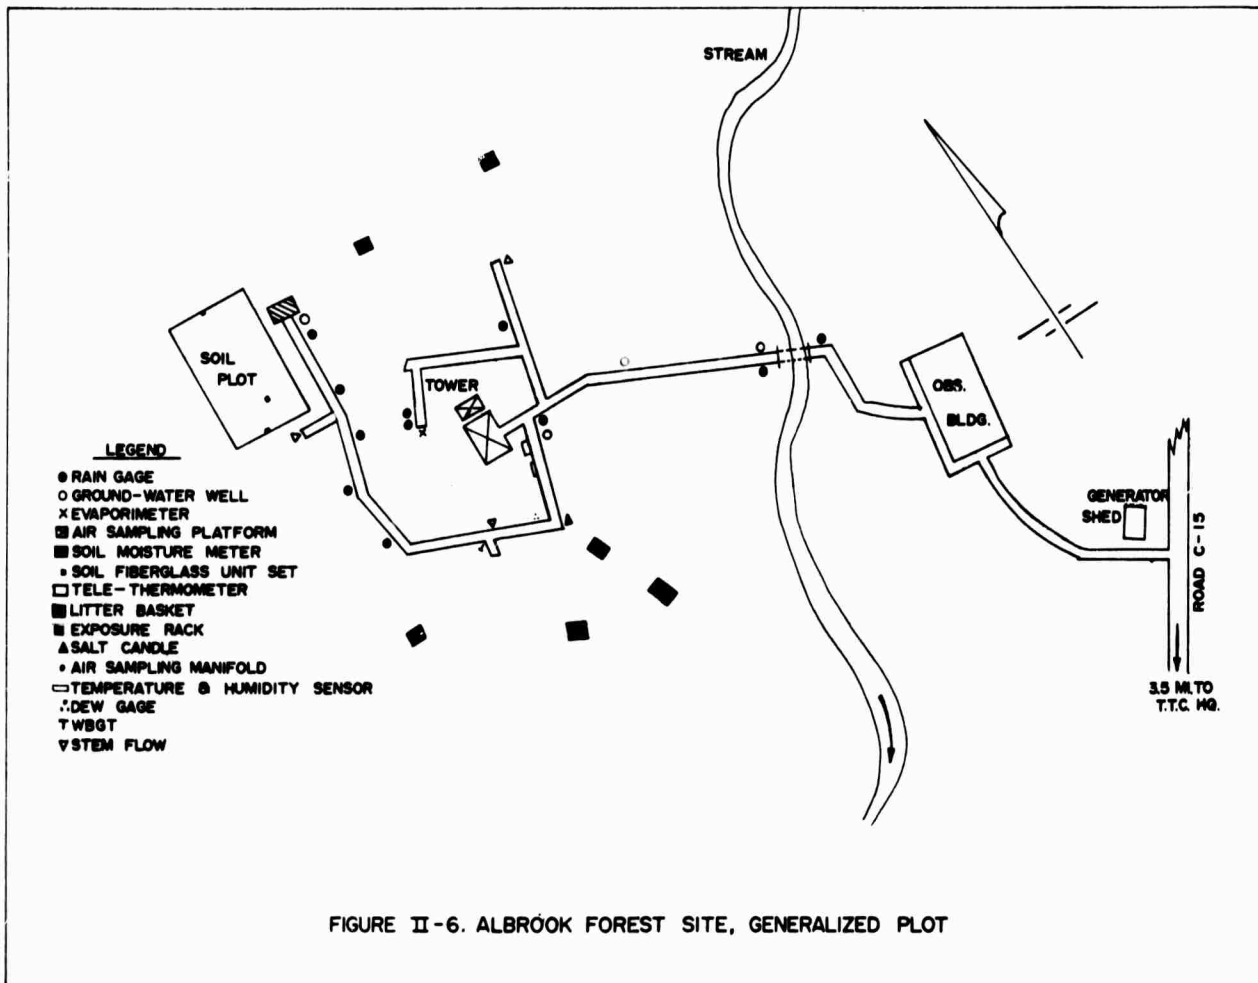 STREAM
SOIL
PLOT
TOWER
OBS.
BLDG.
GENERATOR
SHED
ROAD C-15
3.5 MI. TO
T.T.C. HQ.
LEGEND
RAIN GAGE
GROUND-WATER WELL
EVAPORIMETER
AIR SAMPLING PLATFORM
SOIL MOISTURE METER
SOIL FIBERGLASS UNIT SET
TELE-THERMOMETER
LITTER BASKET
EXPOSURE RACK
SALT CANDLE
AIR SAMPLING MANIFOLD
TEMPERATURE & HUMIDITY SENSOR
DEW GAGE
WBGT
STEM FLOW
FIGURE II-6. ALBROOK FOREST SITE, GENERALIZED PLOT